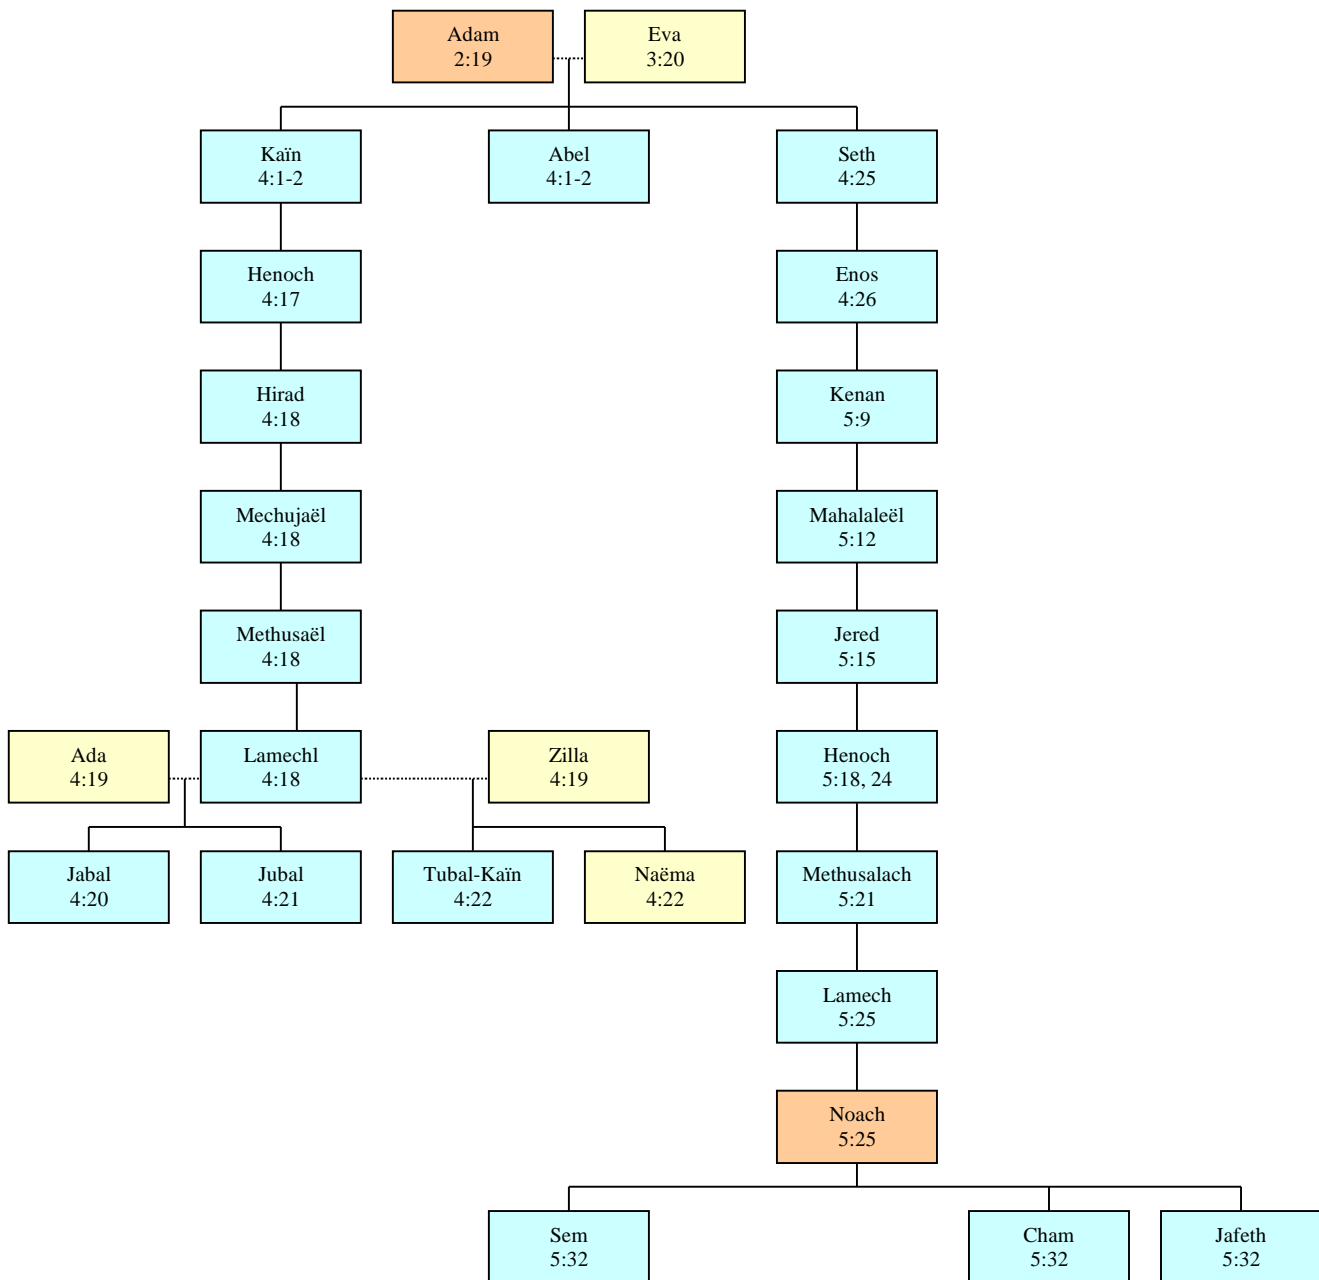 Adam
2:19
Eva
3:20
Kaïn
4:1-2
Abel
4:1-2
Seth
4:25
Henoch
4:17
Enos
4:26
Hirad
4:18
Kenan
5:9
Mechujaël
4:18
Mahalaleël
5:12
Methusaël
4:18
Jered
5:15
Ada
4:19
Lamechl
4:18
Zilla
4:19
Henoch
5:18, 24
Jabal
4:20
Jubal
4:21
Tubal-Kaïn
4:22
Naëma
4:22
Methusalach
5:21
Lamech
5:25
Noach
5:25
Sem
5:32
Cham
5:32
Jafeth
5:32